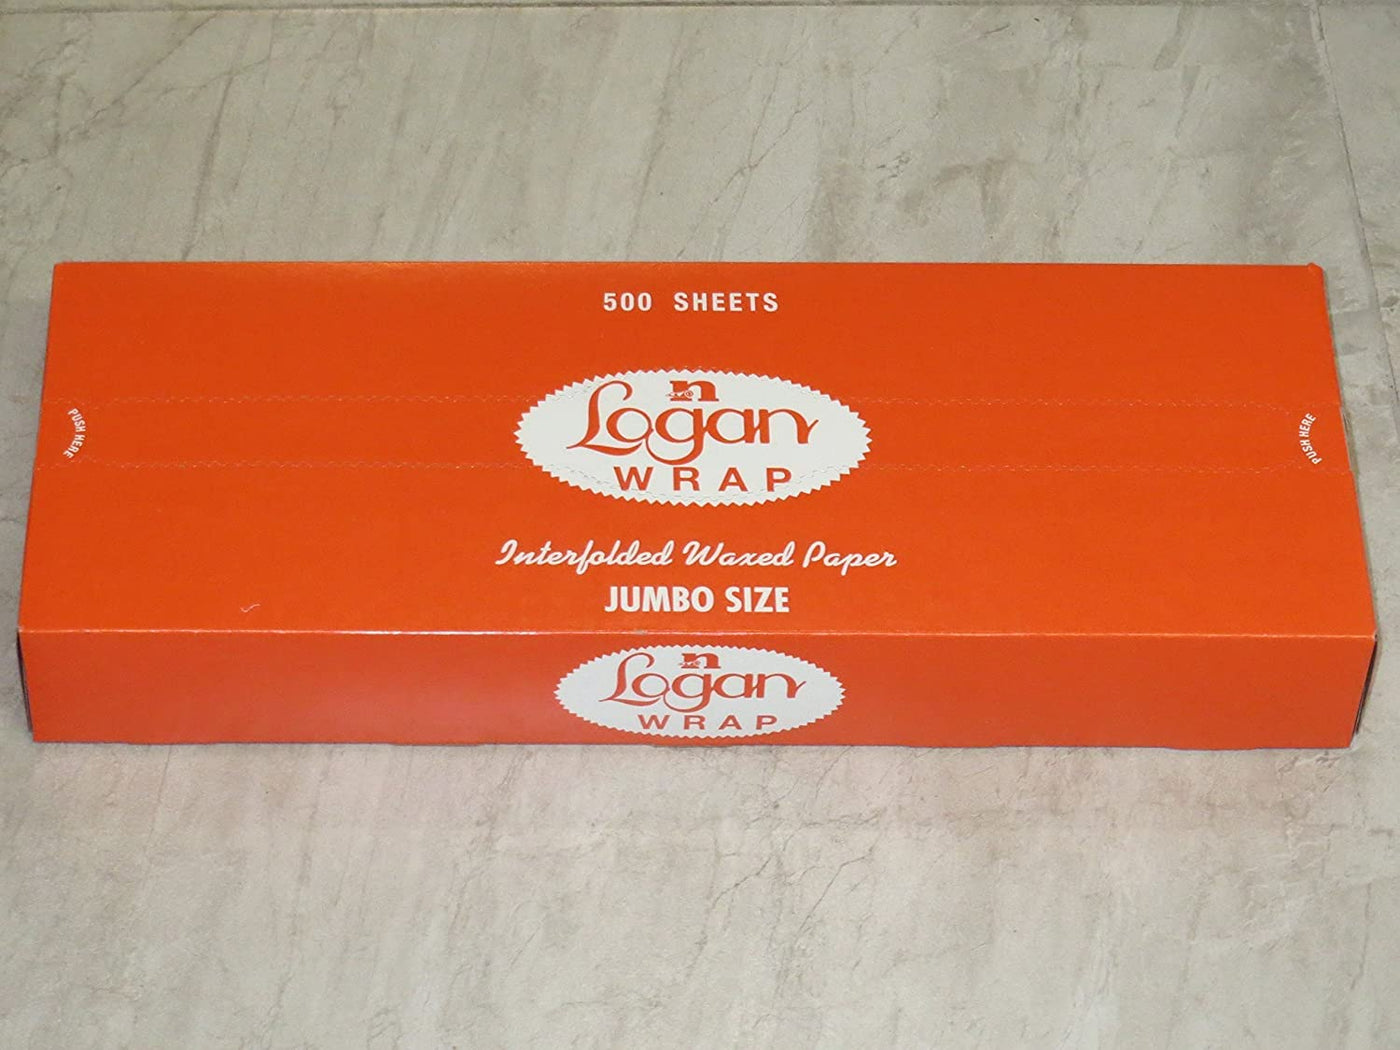 500 SHEETS
PUSH HERE
n
Logan
WRAP
PUSH HERE
Interfolded Waxed Paper
JUMBO SIZE
n
Logan
WRAP